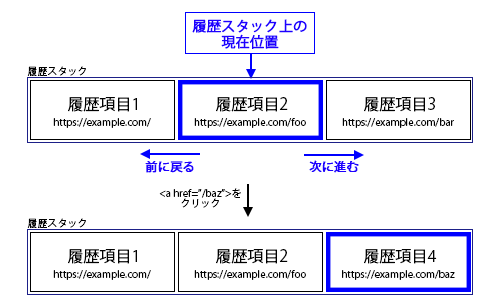 履歴スタック上の
現在位置
履歴スタック
履歴項目1
https://example.com/
履歴項目2
https://example.com/foo
履歴項目3
https://example.com/bar
前に戻る
次に進む
<a href="/baz">を
クリック
履歴スタック
履歴項目1
https://example.com/
履歴項目2
https://example.com/foo
履歴項目4
https://example.com/baz